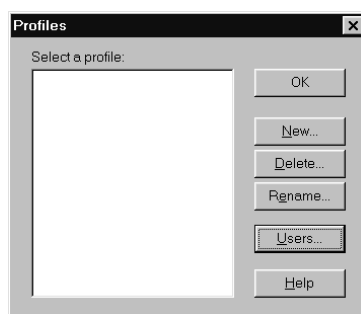 Profiles
Select a profile:
OK
New...
Delete...
Rename...
Users...
Help